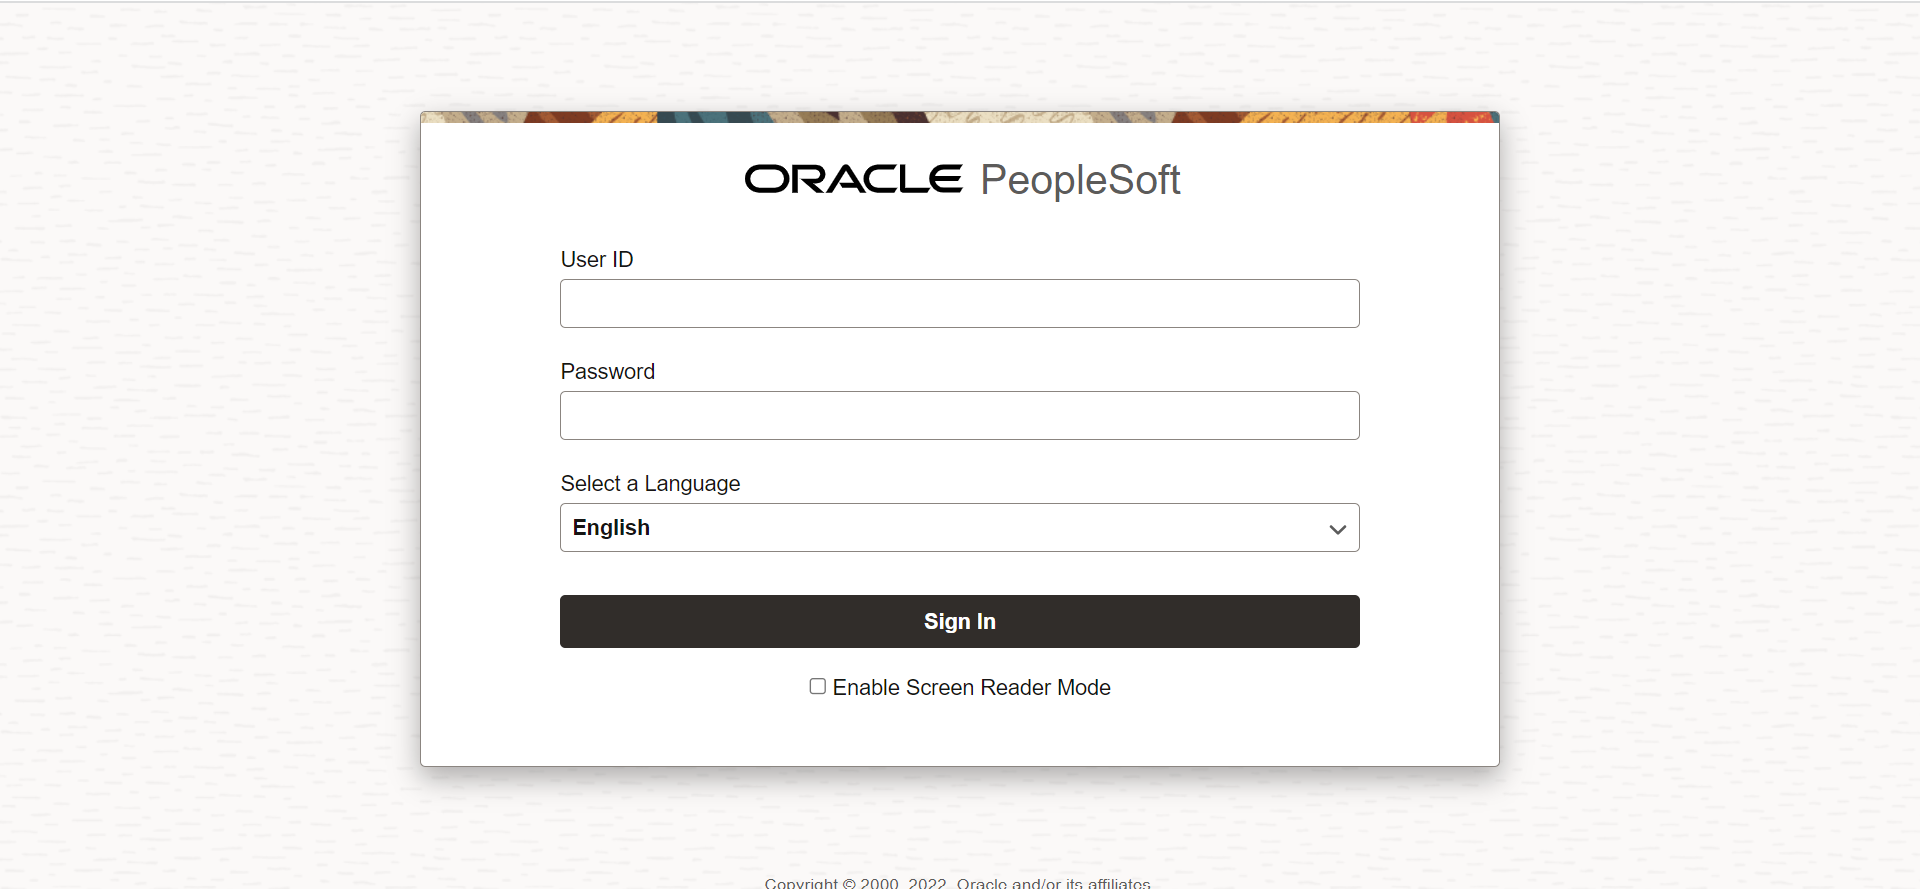 ORACLE PeopleSoft
User ID
Password
Select a Language
English
Sign In
Enable Screen Reader Mode
Copyright © 2000, 2022, Oracle and/or its affiliates.